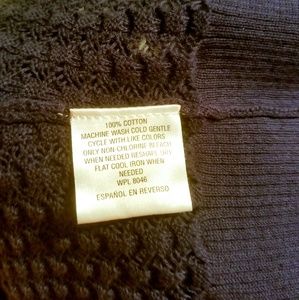 100% COTTON
MACHINE WASH COLD GENTLE
CYCLE WITH LIKE COLORS
ONLY NON-CHLORINE BLEACH
WHEN NEEDED RESHAPE DRY
FLAT COOL IRON WHEN
NEEDED
WPL 8046
ESPAÑOL EN REVERSO